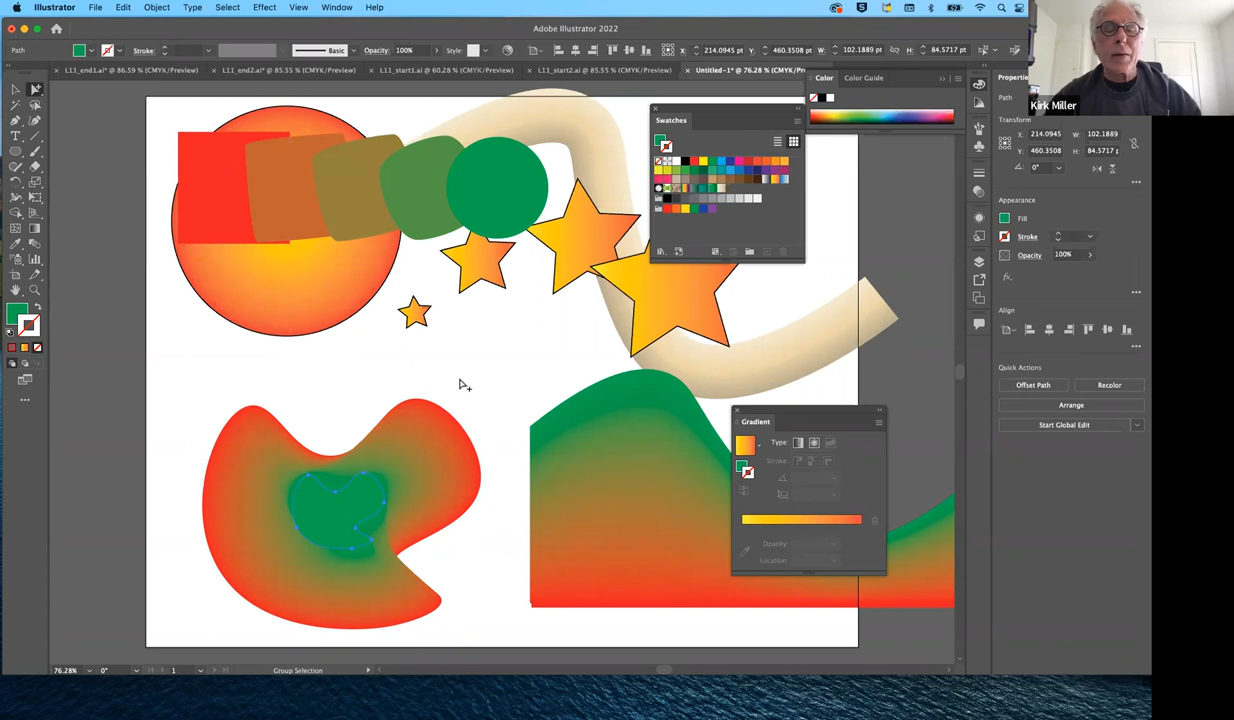 Illustrator File Edit Object Type Select Effect View Window Help
Adobe Illustrator 2022
Path Stroke: Basic Opacity: 100% Style: X: 214.0945 pt Y: 460.3508 pt W: 102.1889 H: 84.5717 pt
L11_end1.ai* @ 86.59 % (CMYK/Preview) L11_end2.ai* @ 85.55 % (CMYK/Preview) L11_start1.ai @ 60.28 % (CMYK/Preview) L11_start2.ai @ 85.55 % (CMYK/Preview) Untitled-1* @ 76.28 % (CMYK/Pre
Color Color Guide
Kirk Miller
Properties
Path
Transform
X: 214.0945 W: 102.1889
Y: 460.3508 H: 84.5717 p
0°
Appearance
Fill
Stroke
Opacity 100%
fx.
Align
Quick Actions
Offset Path Recolor
Arrange
Start Global Edit
Swatches
Gradient
Type:
Stroke:
Opacity:
Location:
76.28% 0° 1 Group Selection